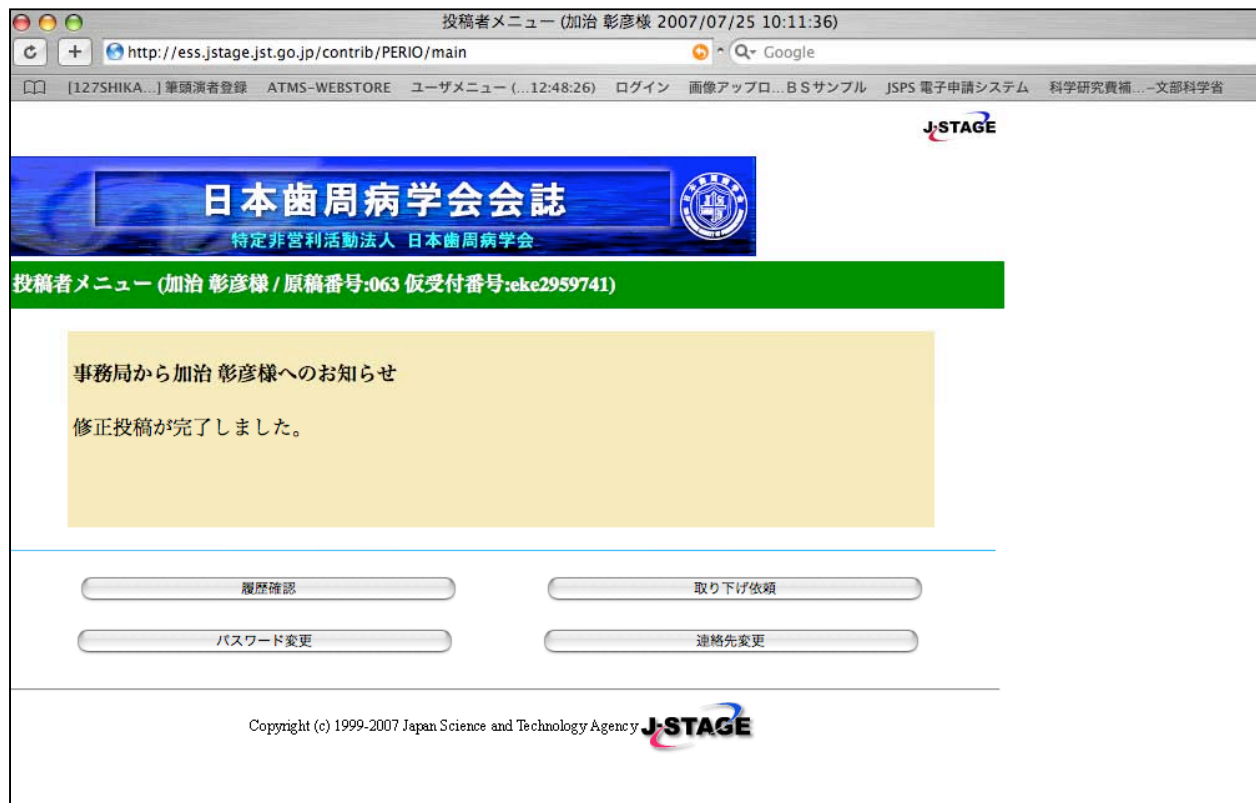 投稿者メニュー (加治 彰彦様 2007/07/25 10:11:36)
http://ess.jstage.jst.go.jp/contrib/PERIO/main
Google
[127SHIKA...] 筆頭演者登録 ATMS-WEBSTORE ユーザメニュー (...12:48:26) ログイン 画像アップロ...ＢＳサンプル JSPS 電子申請システム 科学研究費補...–文部科学省
J-STAGE
日本歯周病学会会誌
特定非営利活動法人 日本歯周病学会
投稿者メニュー (加治 彰彦様 / 原稿番号:063 仮受付番号:eke2959741)
事務局から加治 彰彦様へのお知らせ
修正投稿が完了しました。
履歴確認 取り下げ依頼
パスワード変更 連絡先変更
Copyright (c) 1999-2007 Japan Science and Technology Agency J-STAGE